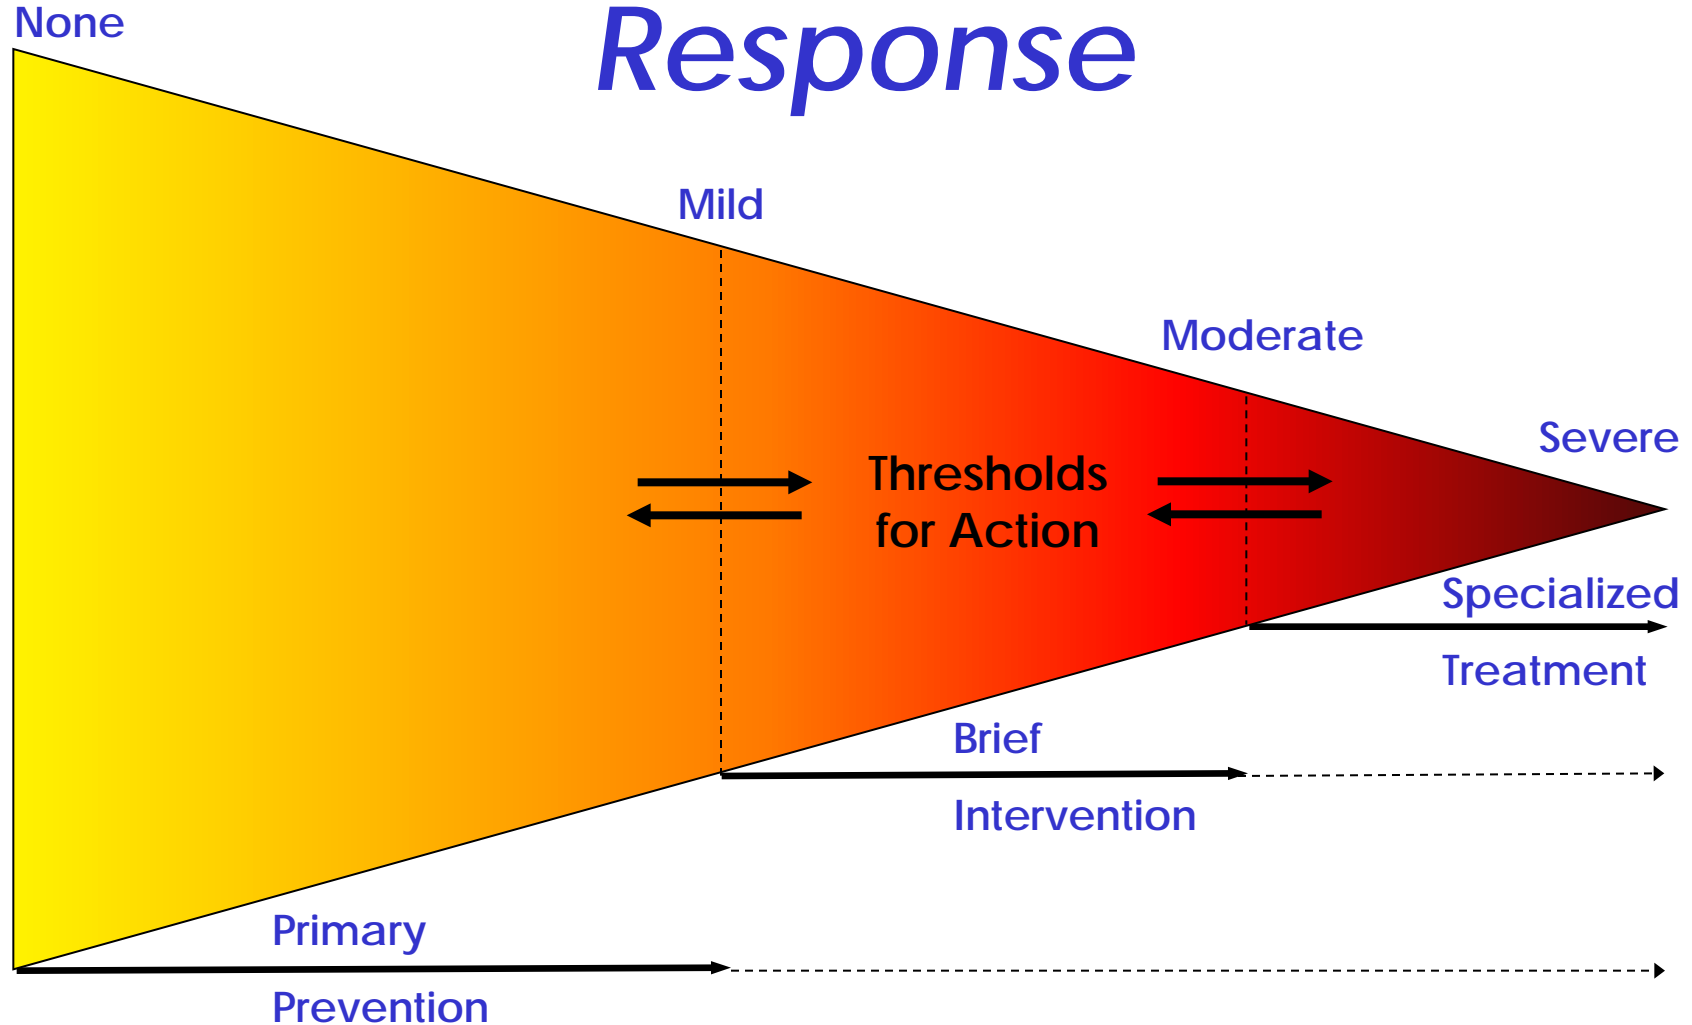 None
Response
Mild
Moderate
Severe
Thresholds
for Action
Specialized
Treatment
Brief
Intervention
Primary
Prevention